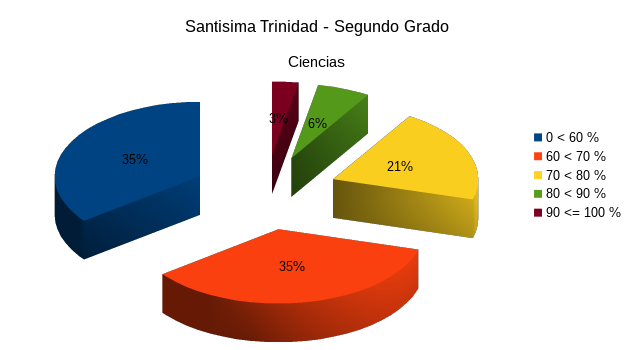 Santisima Trinidad - Segundo Grado
Ciencias
3%
6%
35%
21%
35%
0 < 60 %
60 < 70 %
70 < 80 %
80 < 90 %
90 <= 100 %